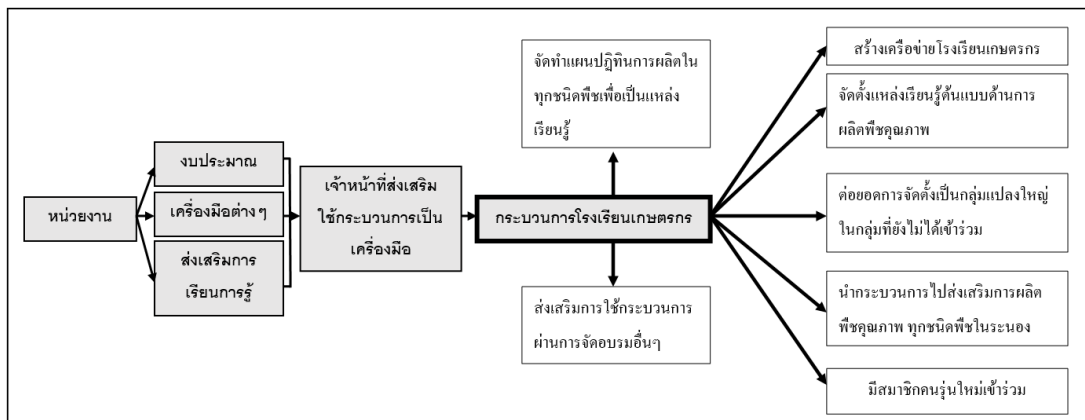 หน่วยงาน
งบประมาณ
เครื่องมือต่างๆ
ส่งเสริมการ
เรียนการรู้
เจ้าหน้าที่ส่งเสริม
ใช้กระบวนการเป็น
เครื่องมือ
จัดทำแผนปฏิทินการผลิตใน
ทุกชนิดพืชเพื่อเป็นแหล่ง
เรียนรู้
กระบวนการโรงเรียนเกษตรกร
ส่งเสริมการใช้กระบวนการ
ผ่านการจัดอบรมอื่นๆ
สร้างเครือข่ายโรงเรียนเกษตรกร
จัดตั้งแหล่งเรียนรู้ต้นแบบด้านการ
ผลิตพืชคุณภาพ
ต่อยอดการจัดตั้งเป็นกลุ่มแปลงใหญ่
ในกลุ่มที่ยังไม่ได้เข้าร่วม
นำกระบวนการไปส่งเสริมการผลิต
พืชคุณภาพ ทุกชนิดพืชในระนอง
มีสมาชิกคนรุ่นใหม่เข้าร่วม